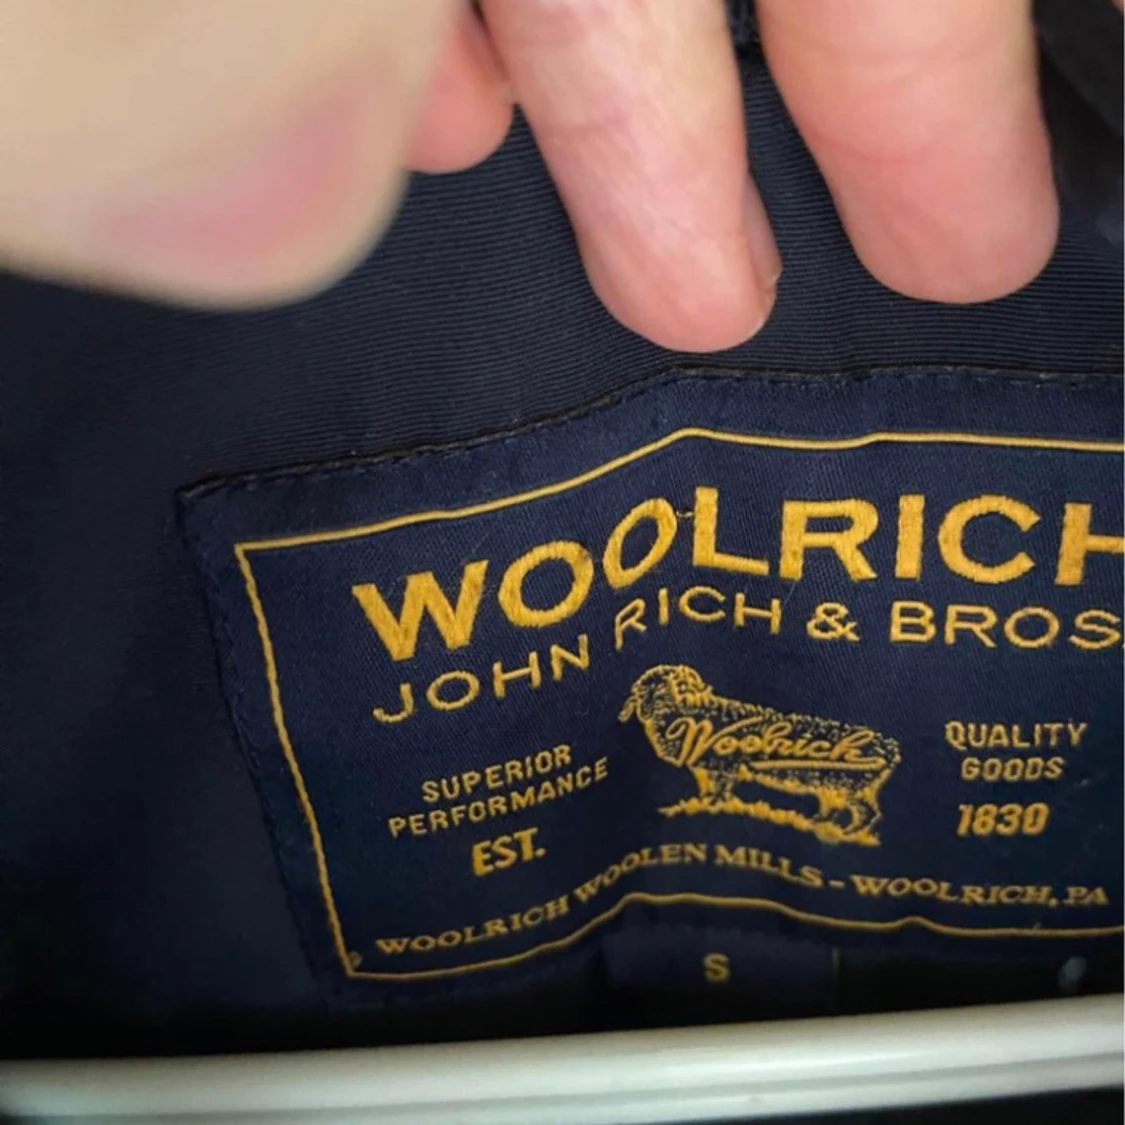 WOOLRICH
JOHN RICH & BROS.
Woolrich
SUPERIOR
PERFORMANCE
EST.
QUALITY
GOODS
1830
WOOLRICH WOOLEN MILLS - WOOLRICH, PA
S